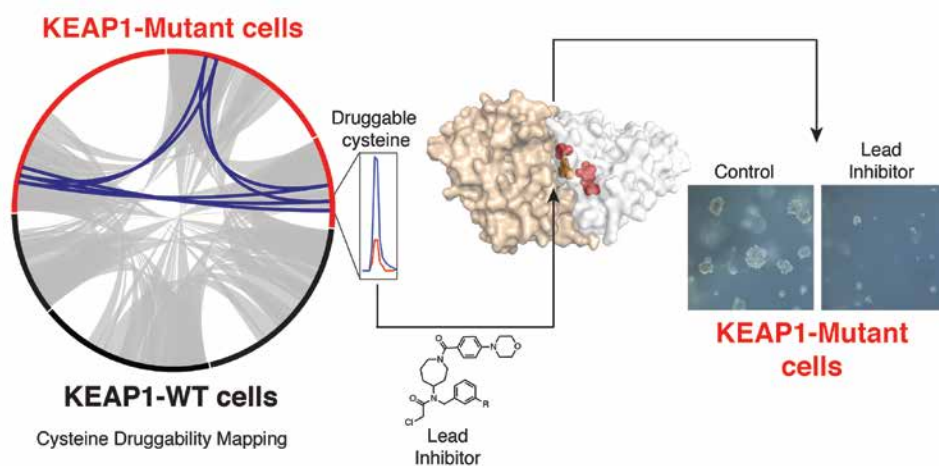 KEAP1-Mutant cells
Druggable
cysteine
KEAP1-WT cells
Cysteine Druggability Mapping
O
N
N
O
O
N
R
Cl
Lead
Inhibitor
Control
Lead
Inhibitor
KEAP1-Mutant
cells